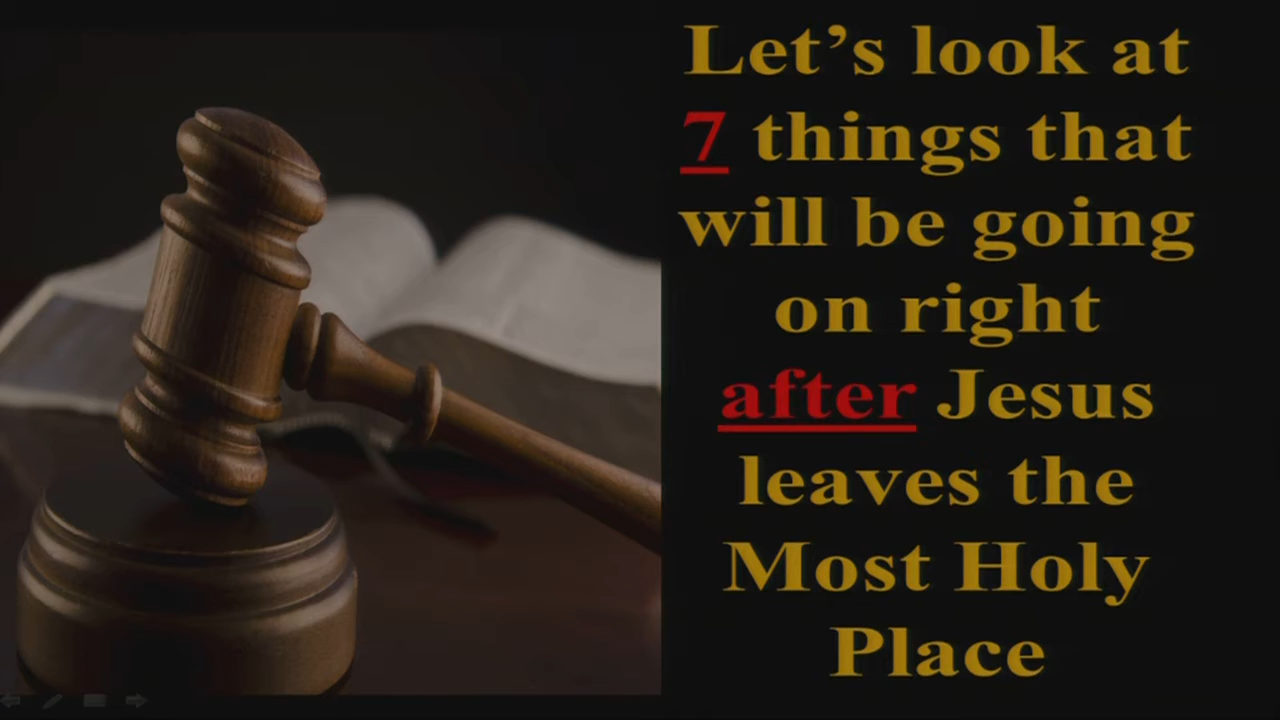 Let’s look at
7 things that
will be going
on right
after Jesus
leaves the
Most Holy
Place